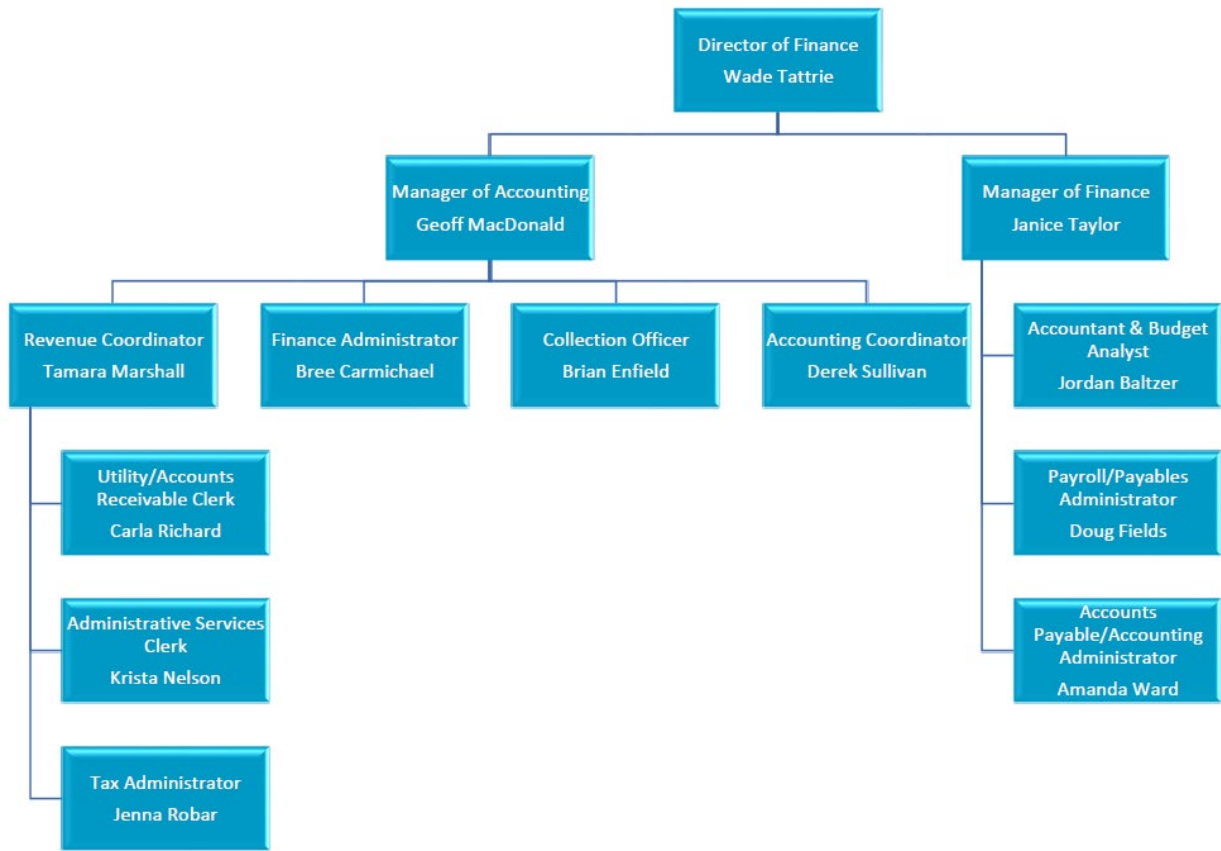 Director of Finance
Wade Tattrie
Manager of Accounting
Geoff MacDonald
Manager of Finance
Janice Taylor
Revenue Coordinator
Tamara Marshall
Finance Administrator
Bree Carmichael
Collection Officer
Brian Enfield
Accounting Coordinator
Derek Sullivan
Accountant & Budget
Analyst
Jordan Baltzer
Utility/Accounts
Receivable Clerk
Carla Richard
Payroll/Payables
Administrator
Doug Fields
Administrative Services
Clerk
Krista Nelson
Accounts
Payable/Accounting
Administrator
Amanda Ward
Tax Administrator
Jenna Robar